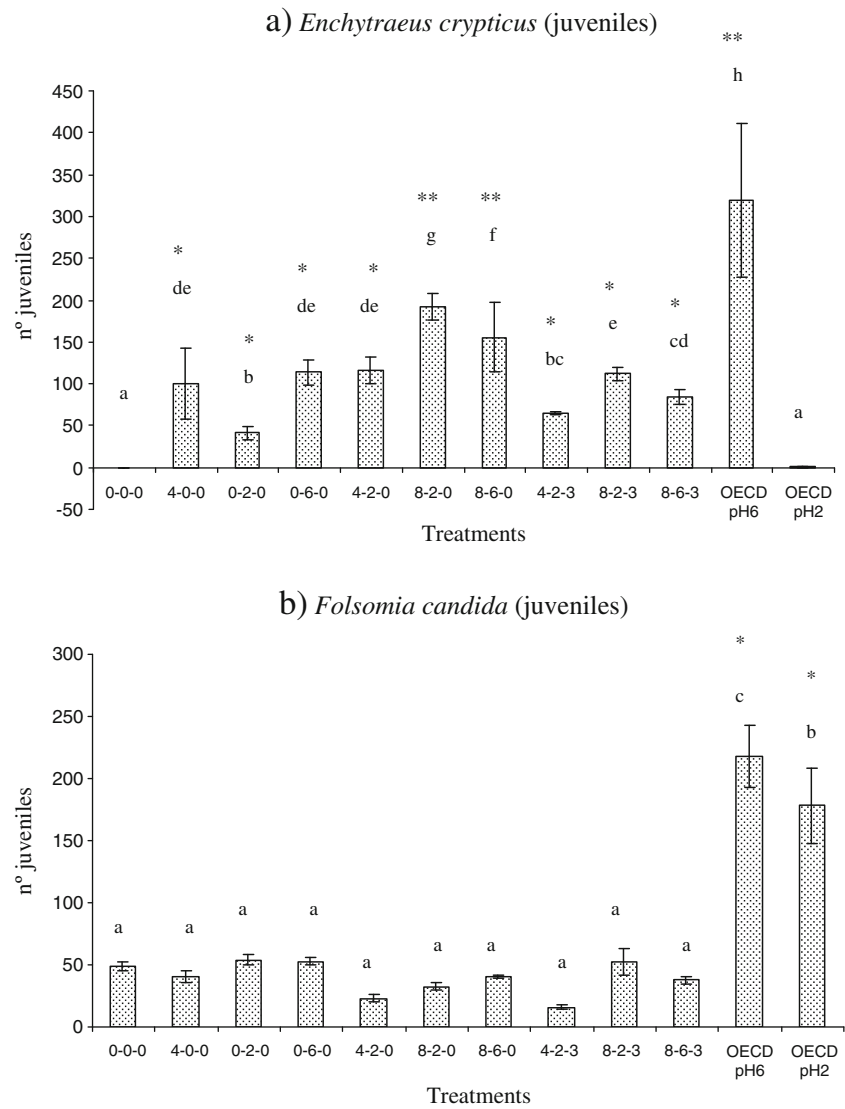 a) Enchytraeus crypticus (juveniles)
**
h
450
400
350
300
250
200
150
100
50
0
-50
nº juveniles
a
*
de
*
b
*
de
*
de
**
g
**
f
*
bc
*
e
*
cd
a
0-0-0 4-0-0 0-2-0 0-6-0 4-2-0 8-2-0 8-6-0 4-2-3 8-2-3 8-6-3 OECD OECD
pH6 pH2
Treatments
b) Folsomia candida (juveniles)
300
250
200
150
100
50
0
nº juveniles
a a a a a a a a a a
*
c
*
b
0-0-0 4-0-0 0-2-0 0-6-0 4-2-0 8-2-0 8-6-0 4-2-3 8-2-3 8-6-3 OECD OECD
pH6 pH2
Treatments